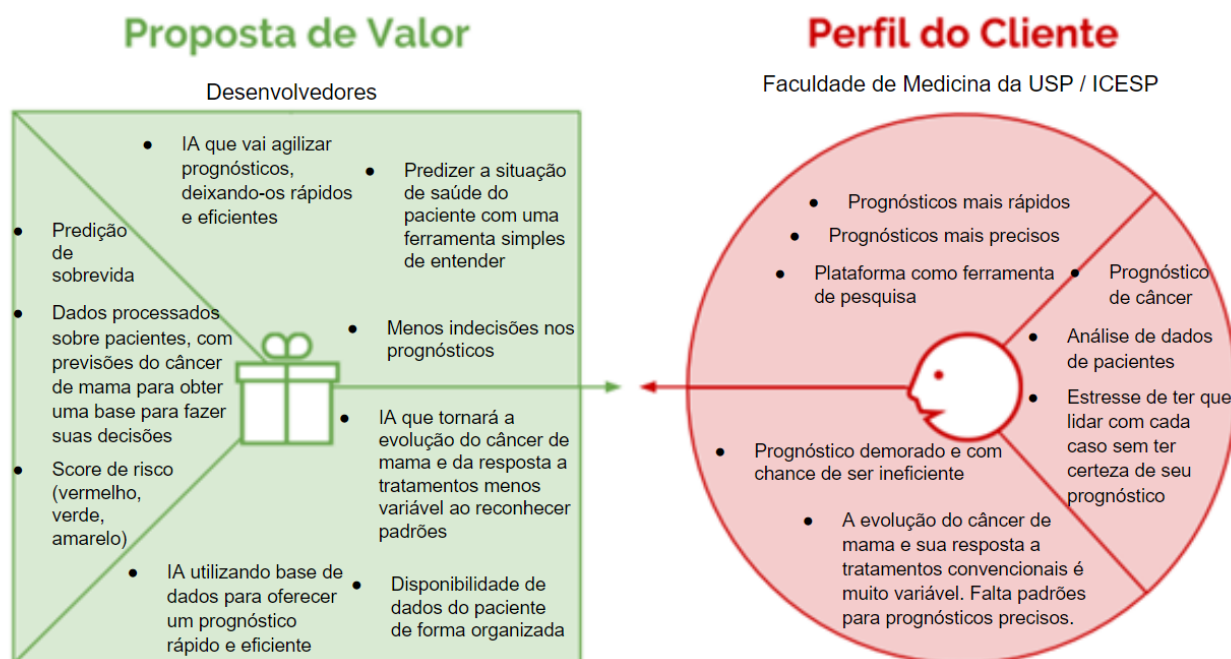 Proposta de Valor
Desenvolvedores
● IA que vai agilizar
prognósticos,
deixando-os rápidos
e eficientes
● Predizer a situação
de saúde do
paciente com uma
ferramenta simples
de entender
● Menos indecisões nos
prognósticos
● Predição
de
sobrevida
● Dados processados
sobre pacientes, com
previsões do câncer
de mama para obter
uma base para fazer
suas decisões
● Score de risco
(vermelho,
verde,
amarelo)
● IA que tornará a
evolução do câncer de
mama e da resposta a
tratamentos menos
variável ao reconhecer
padrões
● IA utilizando base de
dados para oferecer
um prognóstico
rápido e eficiente
● Disponibilidade de
dados do paciente
de forma organizada
Perfil do Cliente
Faculdade de Medicina da USP / ICESP
● Prognósticos mais rápidos
● Prognósticos mais precisos
● Plataforma como ferramenta
de pesquisa
● Prognóstico
de câncer
● Análise de dados
de pacientes
● Estresse de ter que
lidar com cada
caso sem ter
certeza de seu
prognóstico
● Prognóstico demorado e com
chance de ser ineficiente
● A evolução do câncer de
mama e sua resposta a
tratamentos convencionais é
muito variável. Falta padrões
para prognósticos precisos.